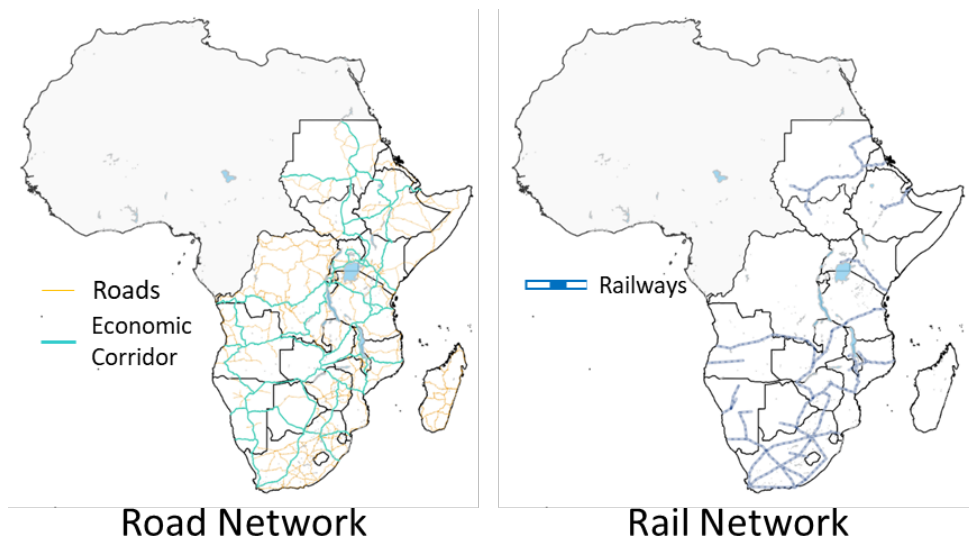 Roads
Economic
Corridor
Railways
Road Network
Rail Network